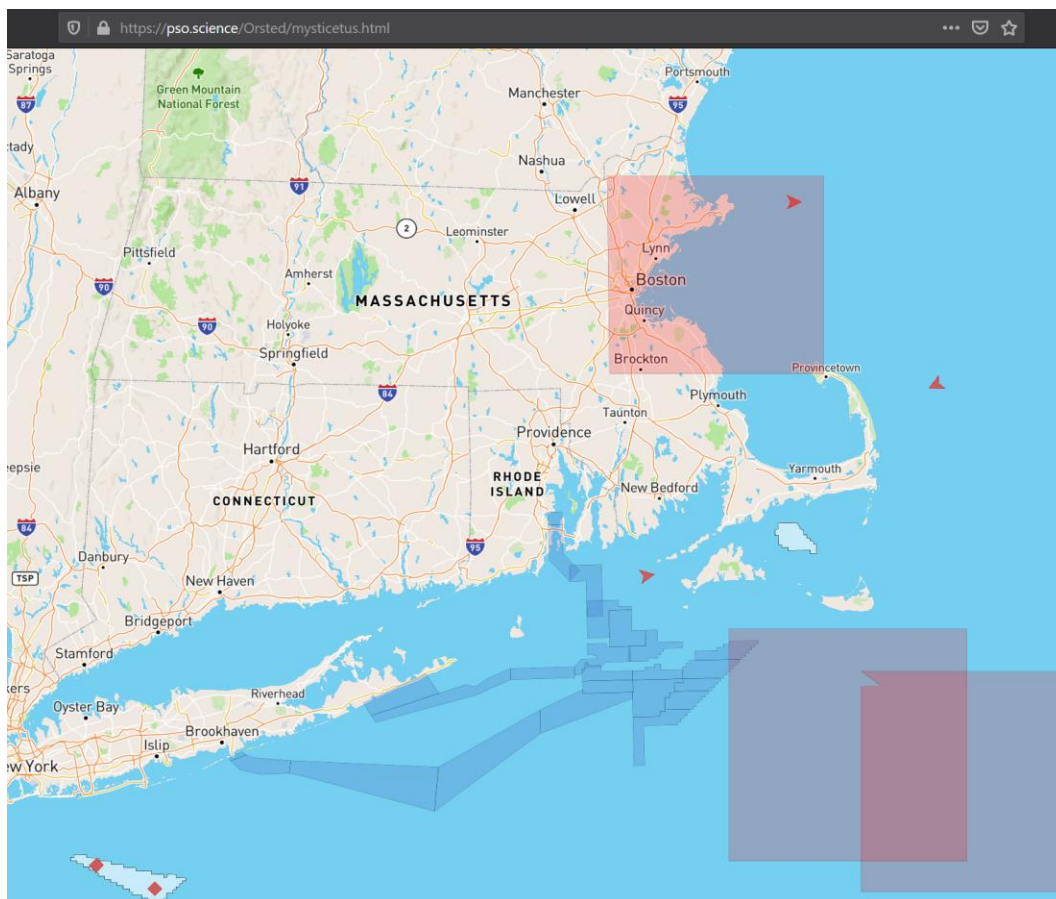 https://pso.science/Orsted/mysticetus.html
Saratoga
Springs
Green Mountain
National Forest
87
Manchester
Portsmouth
95
tady
Nashua
Albany
91
Lowell
2
Leominster
Lynn
Pittsfield
Amherst
Boston
90
MASSACHUSETTS
Quincy
Holyoke
90
Springfield
Brockton
Provincetown
84
Plymouth
Taunton
Providence
Hartford
eepsie
RHODE
ISLAND
Yarmouth
CONNECTICUT
New Bedford
84
95
Danbury
TSP
New Haven
Bridgeport
Stamford
kers
Riverhead
Oyster Bay
Brookhaven
Islip
ew York